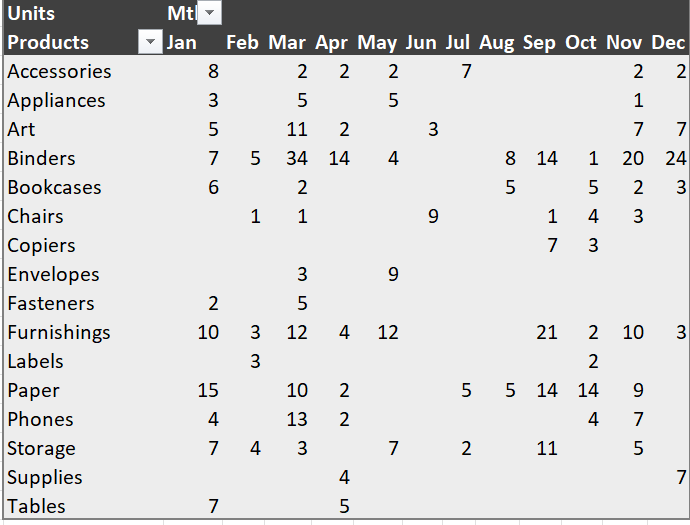 Units Mt
Products Jan Feb Mar Apr May Jun Jul Aug Sep Oct Nov Dec
Accessories 8 2 2 2 7 2 2
Appliances 3 5 5 1
Art 5 11 2 3 7 7
Binders 7 5 34 14 4 8 14 1 20 24
Bookcases 6 2 5 5 2 3
Chairs 1 1 9 1 4 3
Copiers 7 3
Envelopes 3 9
Fasteners 2 5
Furnishings 10 3 12 4 12 21 2 10 3
Labels 3 2
Paper 15 10 2 5 5 14 14 9
Phones 4 13 2 4 7
Storage 7 4 3 7 2 11 5
Supplies 4 7
Tables 7 5